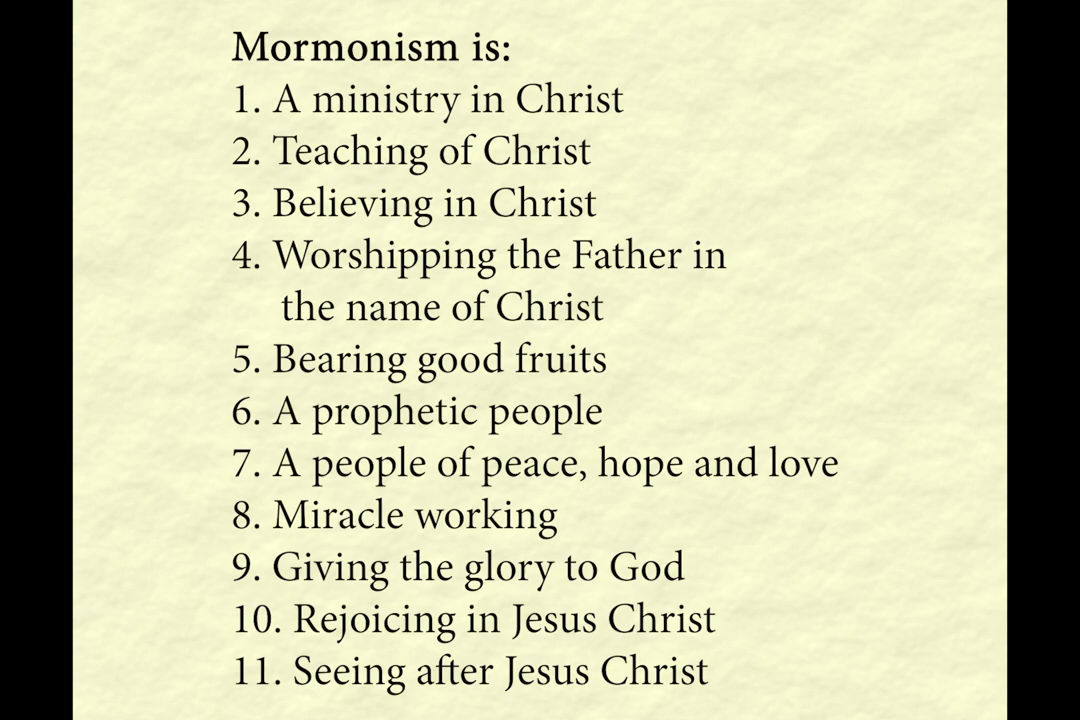 Mormonism is:
1. A ministry in Christ
2. Teaching of Christ
3. Believing in Christ
4. Worshipping the Father in
the name of Christ
5. Bearing good fruits
6. A prophetic people
7. A people of peace, hope and love
8. Miracle working
9. Giving the glory to God
10. Rejoicing in Jesus Christ
11. Seeing after Jesus Christ